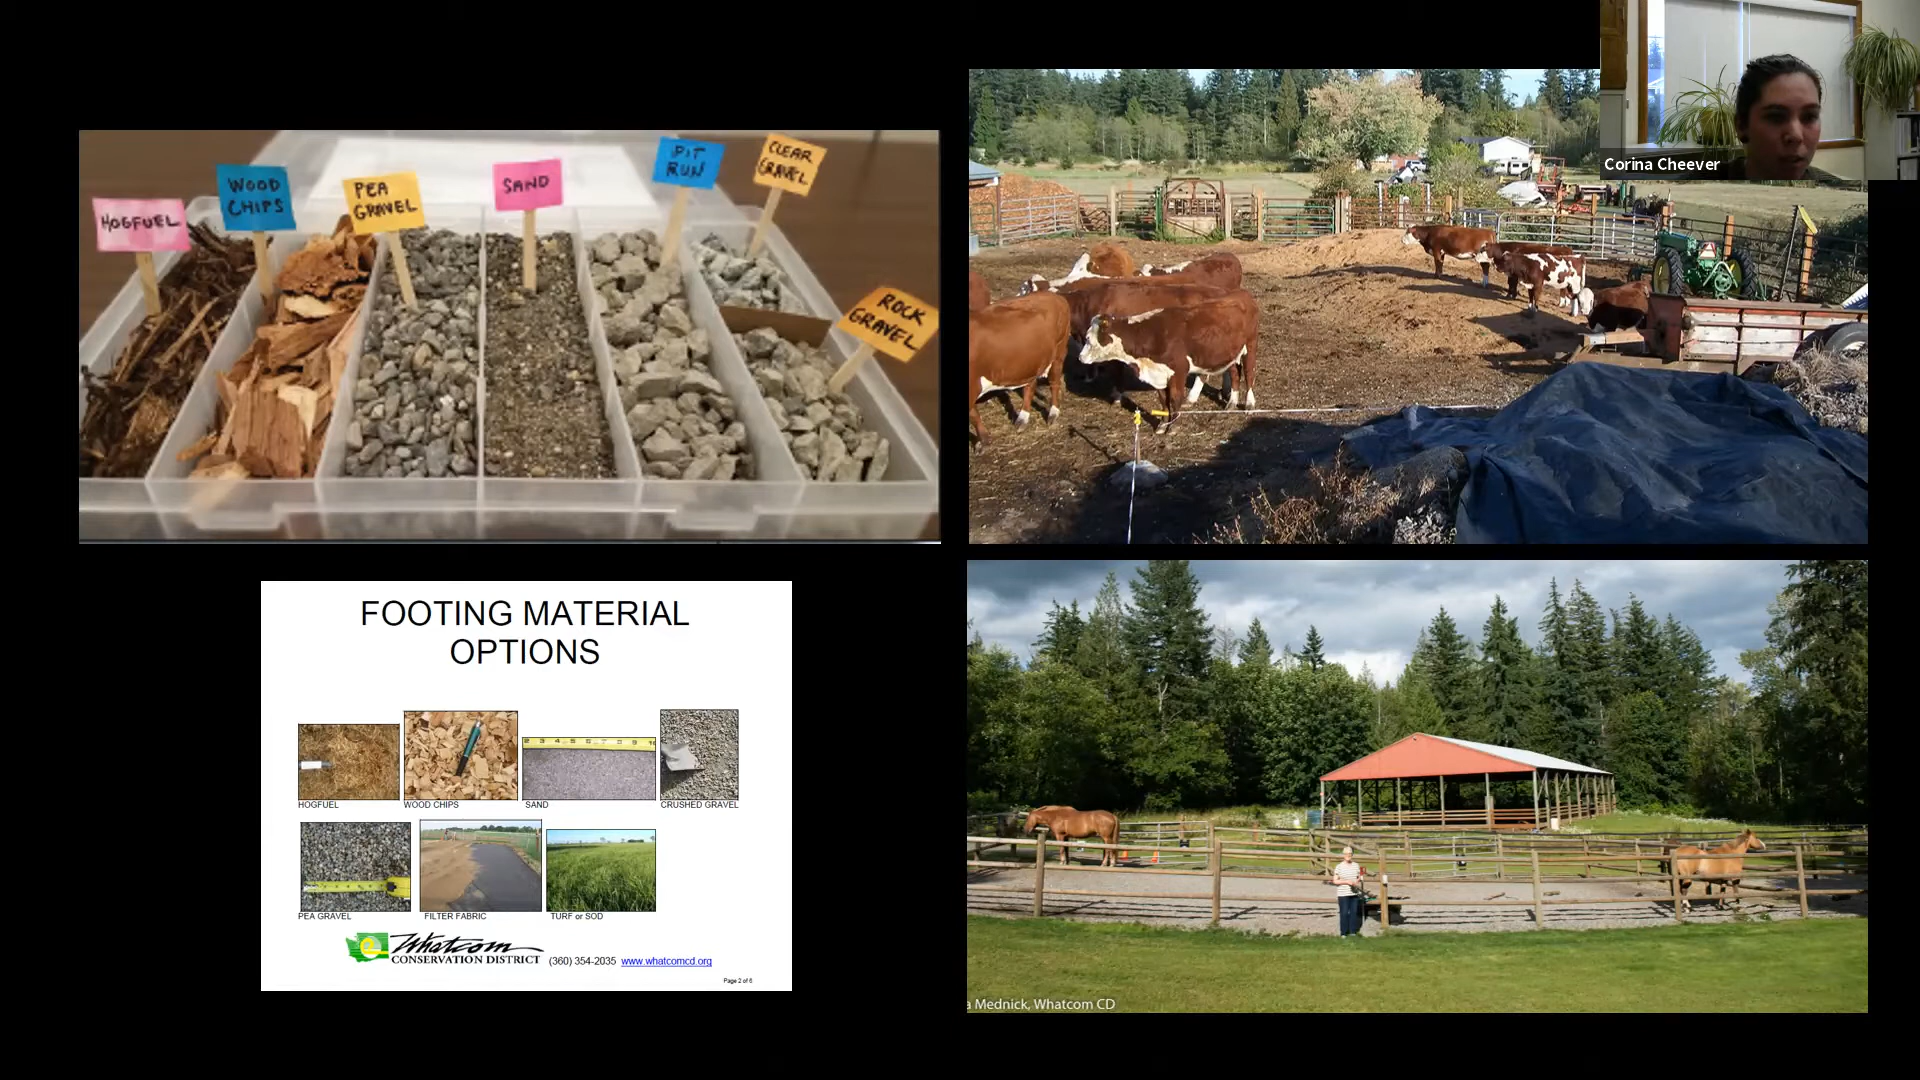 HOGFUEL
WOOD
CHIPS
PEA
GRAVEL
SAND
PIT
RUN
CLEAR
GRAVEL
ROCK
GRAVEL
Corina Cheever
FOOTING MATERIAL
OPTIONS
HOGFUEL
WOOD CHIPS
SAND
CRUSHED GRAVEL
PEA GRAVEL
FILTER FABRIC
TURF or SOD
Whatcom
CONSERVATION DISTRICT
(360) 354-2035 www.whatcomcd.org
Page 2 of 6
a Mednick, Whatcom CD